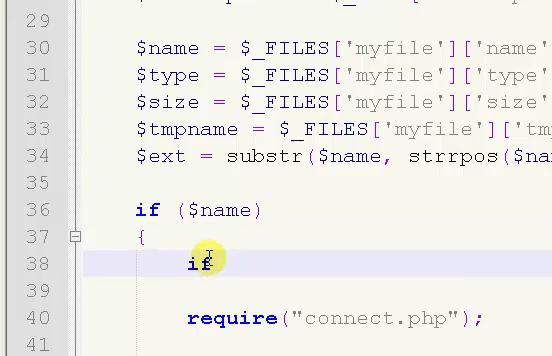 29
30 $name = $_FILES['myfile']['name'
31 $type = $_FILES['myfile']['type'
32 $size = $_FILES['myfile']['size'
33 $tmpname = $_FILES['myfile']['tmp
34 $ext = substr($name, strrpos($na
35
36 if ($name)
37 {
38 if
39
40 require("connect.php");
41